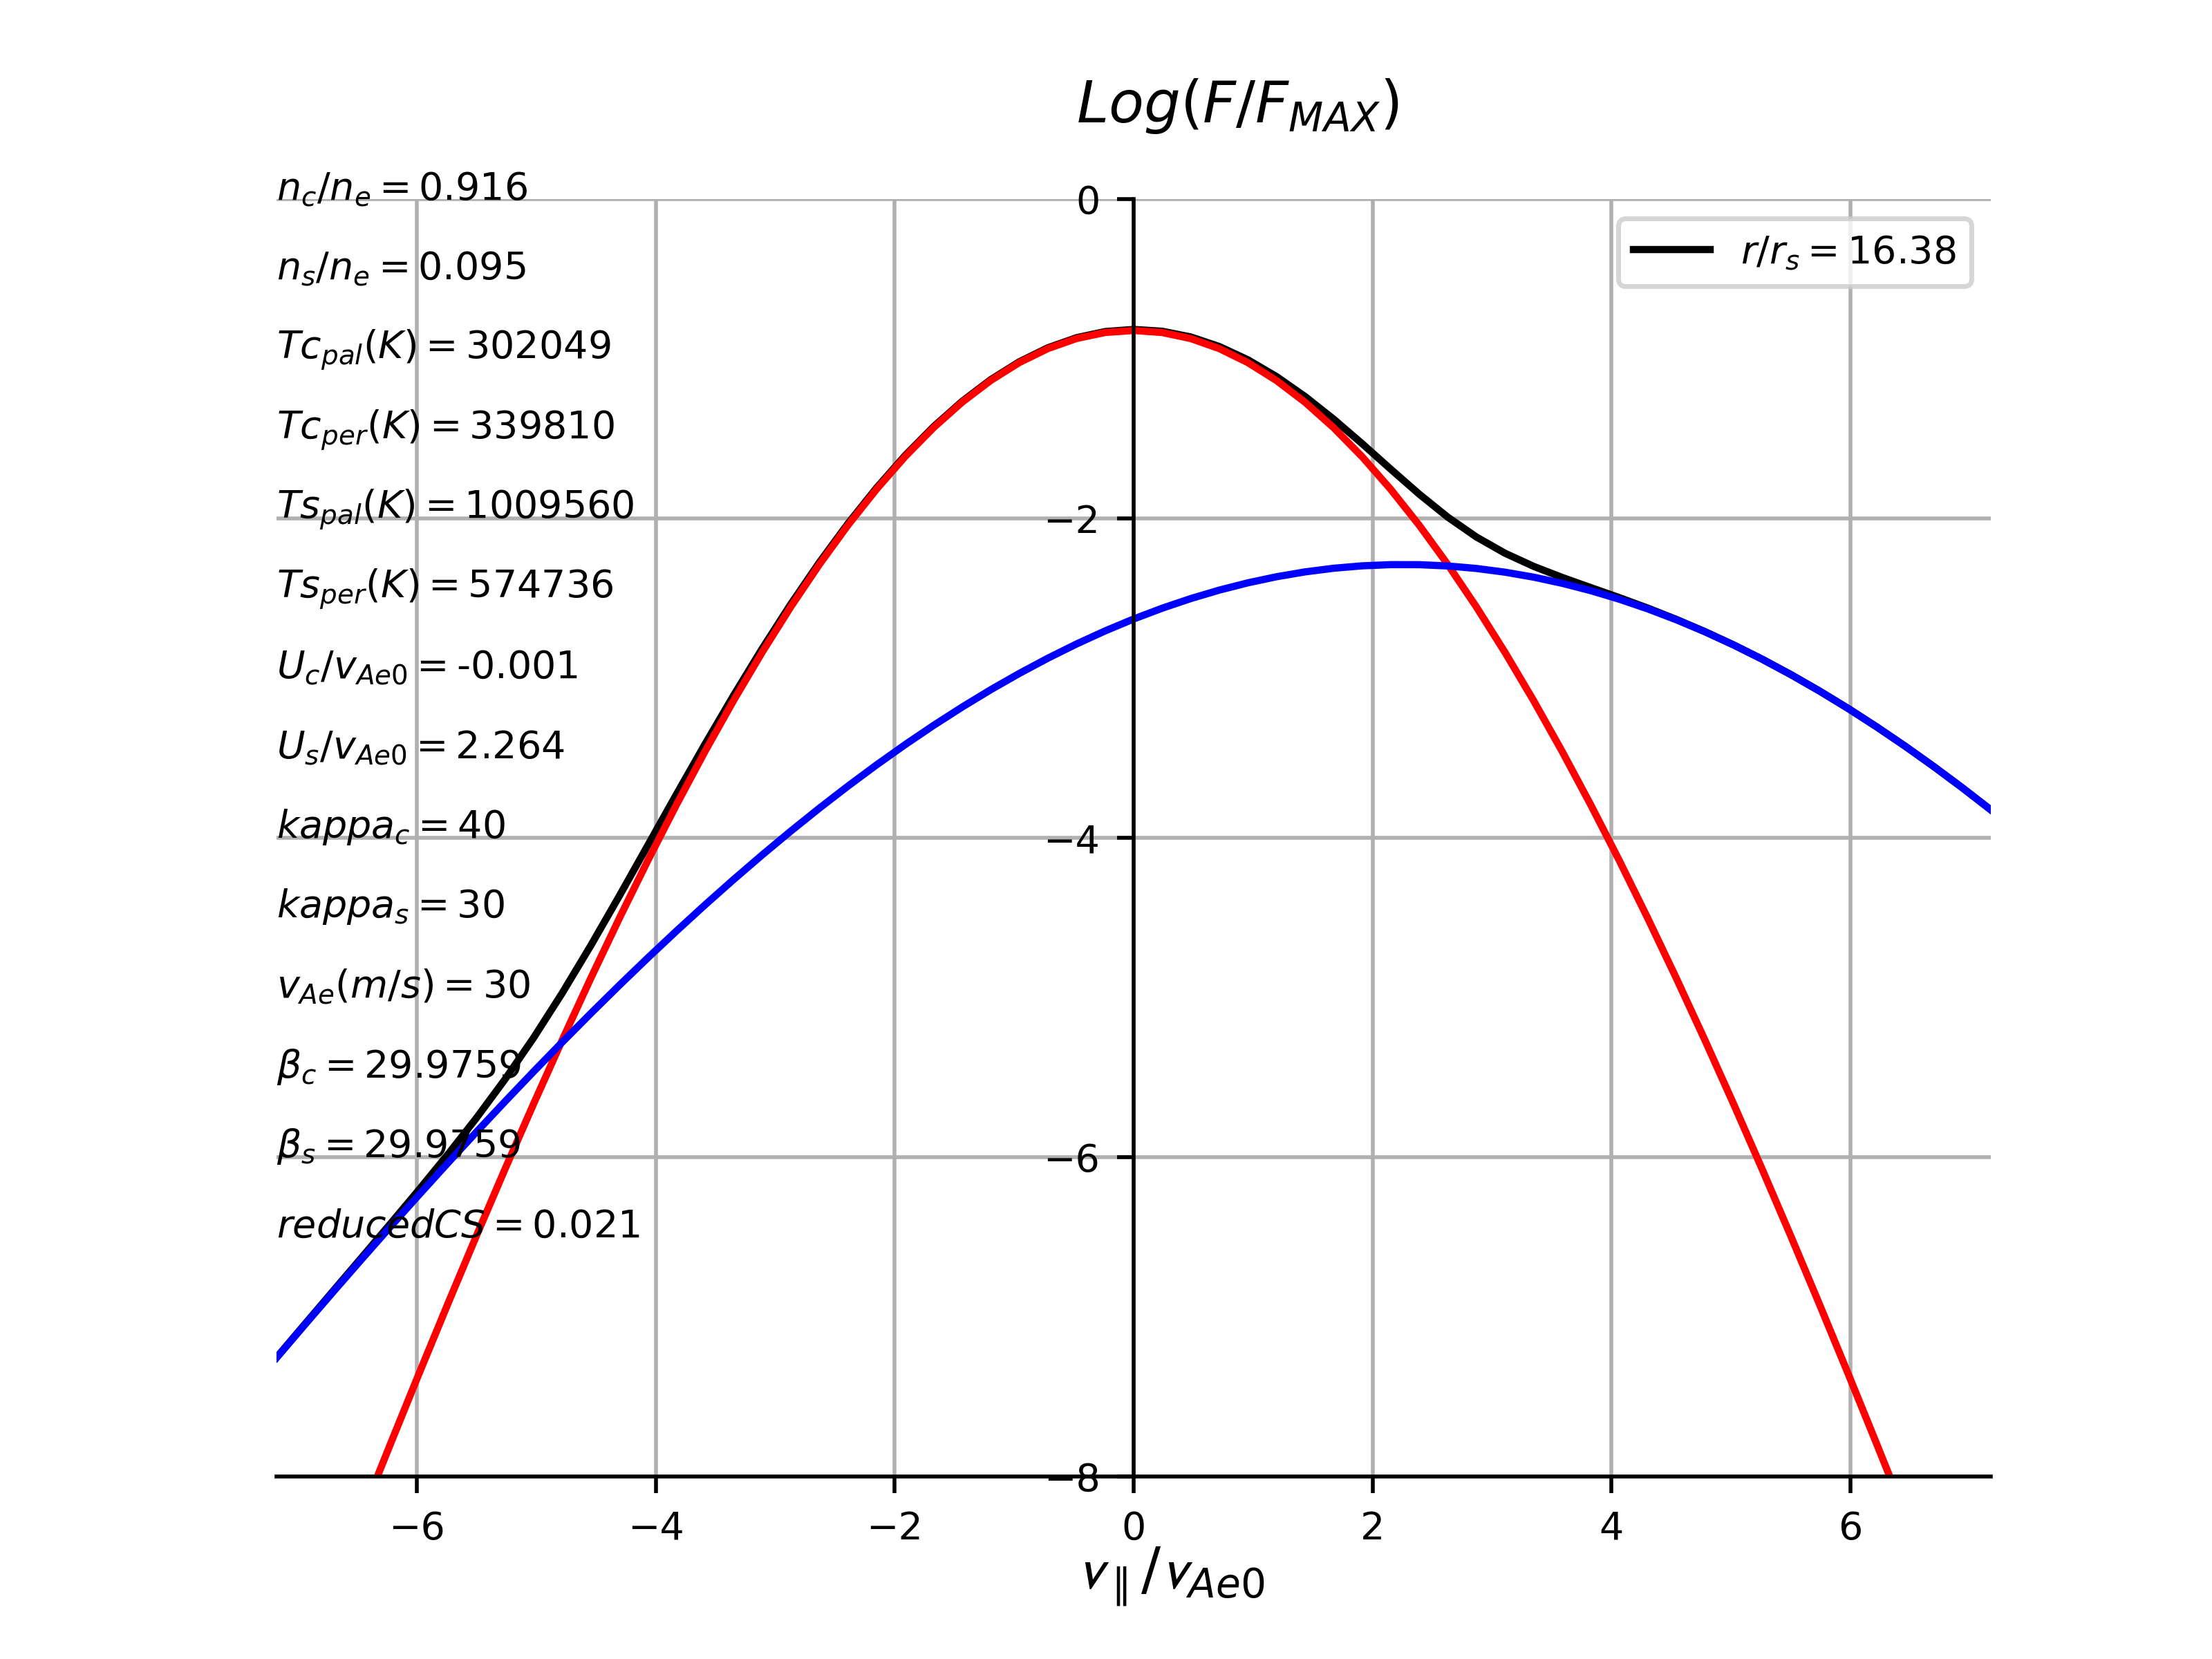 Log(F/F_MAX)
n_c/n_e = 0.916
n_s/n_e = 0.095
Tc_pal(K) = 302049
Tc_per(K) = 339810
Ts_pal(K) = 1009560
Ts_per(K) = 574736
U_c/v_Ae0 = -0.001
U_s/v_Ae0 = 2.264
kappa_c = 40
kappa_s = 30
v_Ae(m/s) = 30
β_c = 29.9759
β_s = 29.9759
reducedCS = 0.021
r/r_s = 16.38
0
−2
−4
−6
−8
−6 −4 −2 0 2 4 6
v_∥/v_Ae0